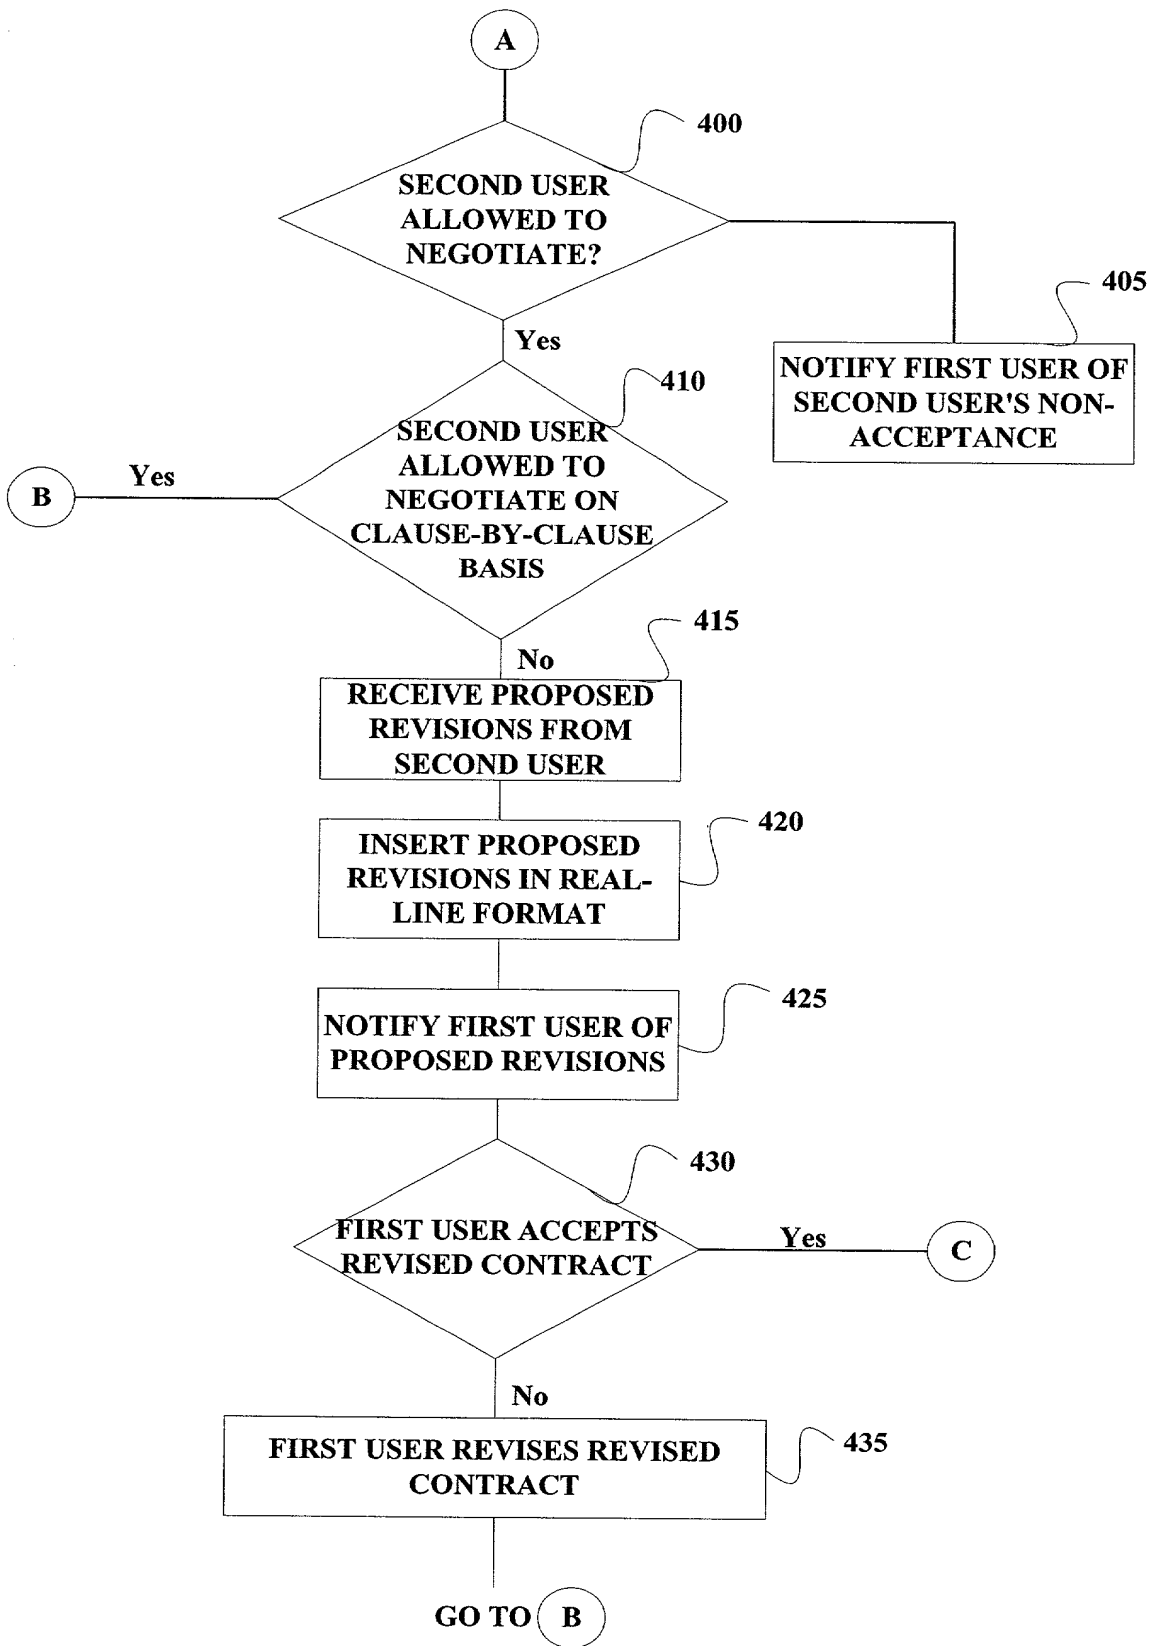 A
400
SECOND USER
ALLOWED TO
NEGOTIATE?
405
Yes
NOTIFY FIRST USER OF
SECOND USER'S NON-
ACCEPTANCE
410
SECOND USER
ALLOWED TO
NEGOTIATE ON
CLAUSE-BY-CLAUSE
BASIS
Yes
B
415
No
RECEIVE PROPOSED
REVISIONS FROM
SECOND USER
420
INSERT PROPOSED
REVISIONS IN REAL-
LINE FORMAT
425
NOTIFY FIRST USER OF
PROPOSED REVISIONS
430
FIRST USER ACCEPTS
REVISED CONTRACT
Yes
C
No
435
FIRST USER REVISES REVISED
CONTRACT
GO TO B